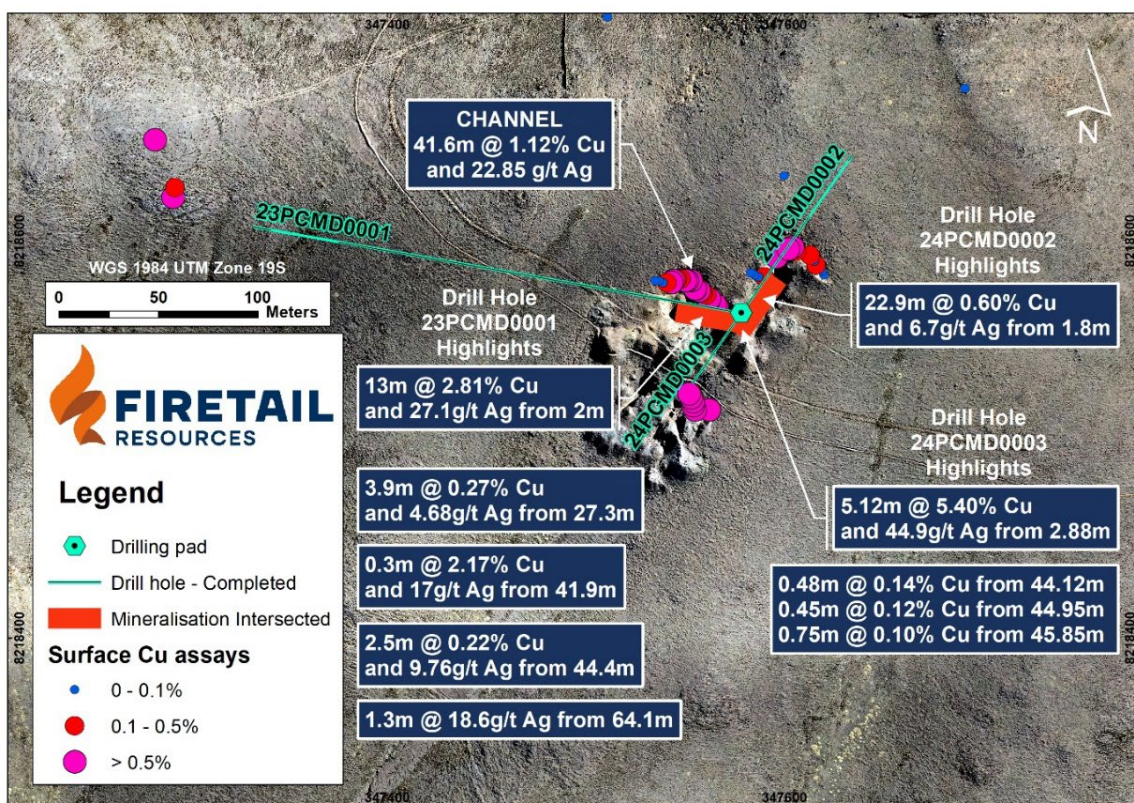 347400
347600
CHANNEL
41.6m @ 1.12% Cu
and 22.85 g/t Ag
N
23PCMD0001
24PCMD0002
8218600
8218600
WGS 1984 UTM Zone 19S
0 50 100
Meters
Drill Hole
23PCMD0001
Highlights
13m @ 2.81% Cu
and 27.1g/t Ag from 2m
24PCMD0003
Drill Hole
24PCMD0002
Highlights
22.9m @ 0.60% Cu
and 6.7g/t Ag from 1.8m
FIRETAIL
RESOURCES
Legend
Drilling pad
Drill hole - Completed
Mineralisation Intersected
Surface Cu assays
0 - 0.1%
0.1 - 0.5%
> 0.5%
3.9m @ 0.27% Cu
and 4.68g/t Ag from 27.3m
0.3m @ 2.17% Cu
and 17g/t Ag from 41.9m
2.5m @ 0.22% Cu
and 9.76g/t Ag from 44.4m
1.3m @ 18.6g/t Ag from 64.1m
Drill Hole
24PCMD0003
Highlights
5.12m @ 5.40% Cu
and 44.9g/t Ag from 2.88m
0.48m @ 0.14% Cu from 44.12m
0.45m @ 0.12% Cu from 44.95m
0.75m @ 0.10% Cu from 45.85m
8218400
8218400
347400
347600